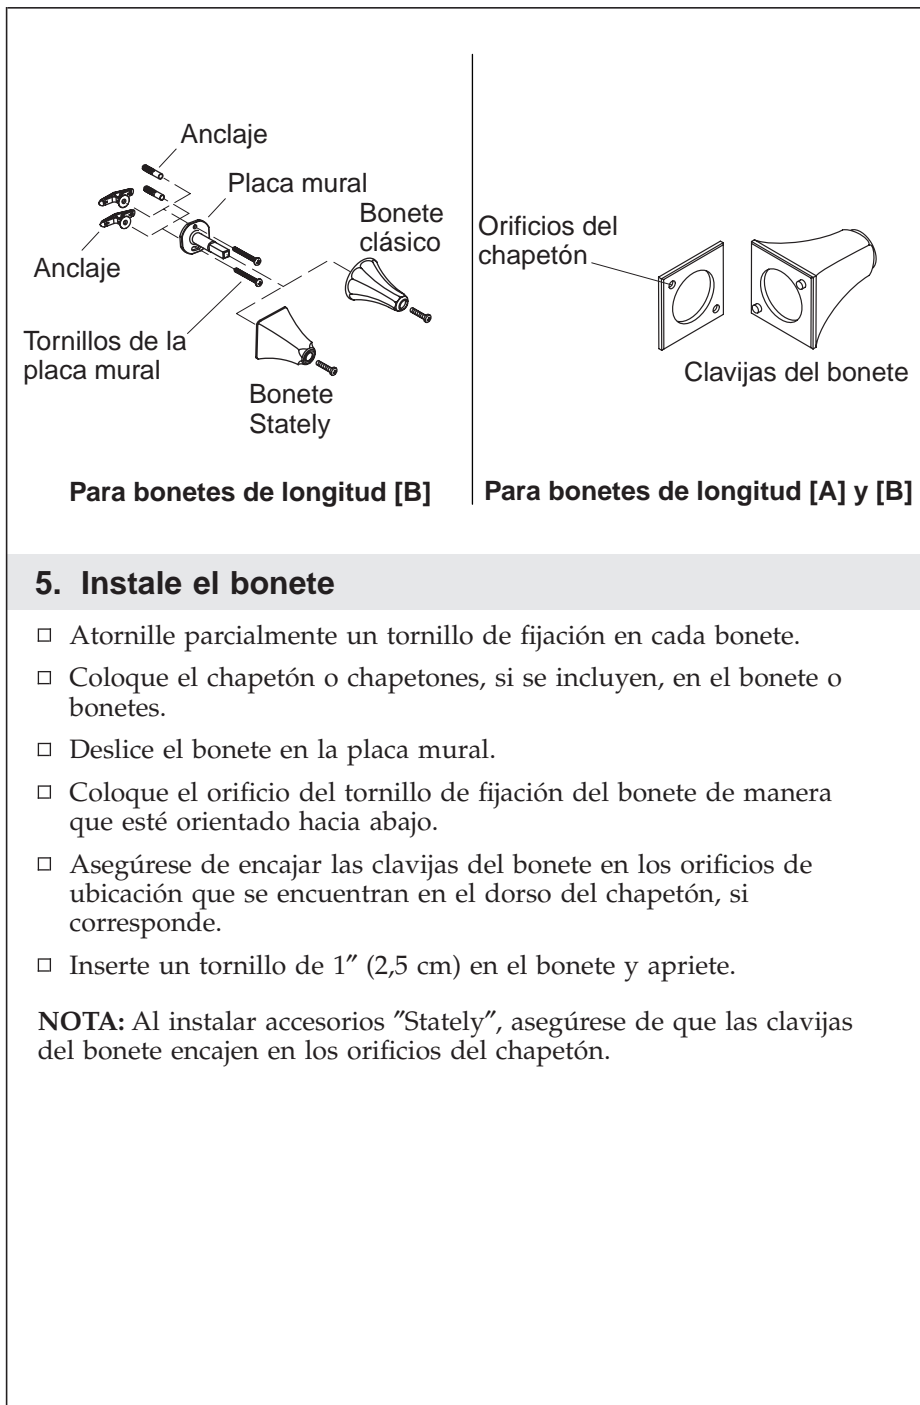 Anclaje
Placa mural
Bonete
clásico
Anclaje
Tornillos de la
placa mural
Bonete
Stately
Para bonetes de longitud [B]
Orificios del
chapetón
Clavijas del bonete
Para bonetes de longitud [A] y [B]
5. Instale el bonete
□ Atornille parcialmente un tornillo de fijación en cada bonete.
□ Coloque el chapetón o chapetones, si se incluyen, en el bonete o
bonetes.
□ Deslice el bonete en la placa mural.
□ Coloque el orificio del tornillo de fijación del bonete de manera
que esté orientado hacia abajo.
□ Asegúrese de encajar las clavijas del bonete en los orificios de
ubicación que se encuentran en el dorso del chapetón, si
corresponde.
□ Inserte un tornillo de 1″ (2,5 cm) en el bonete y apriete.
NOTA: Al instalar accesorios ″Stately″, asegúrese de que las clavijas
del bonete encajen en los orificios del chapetón.